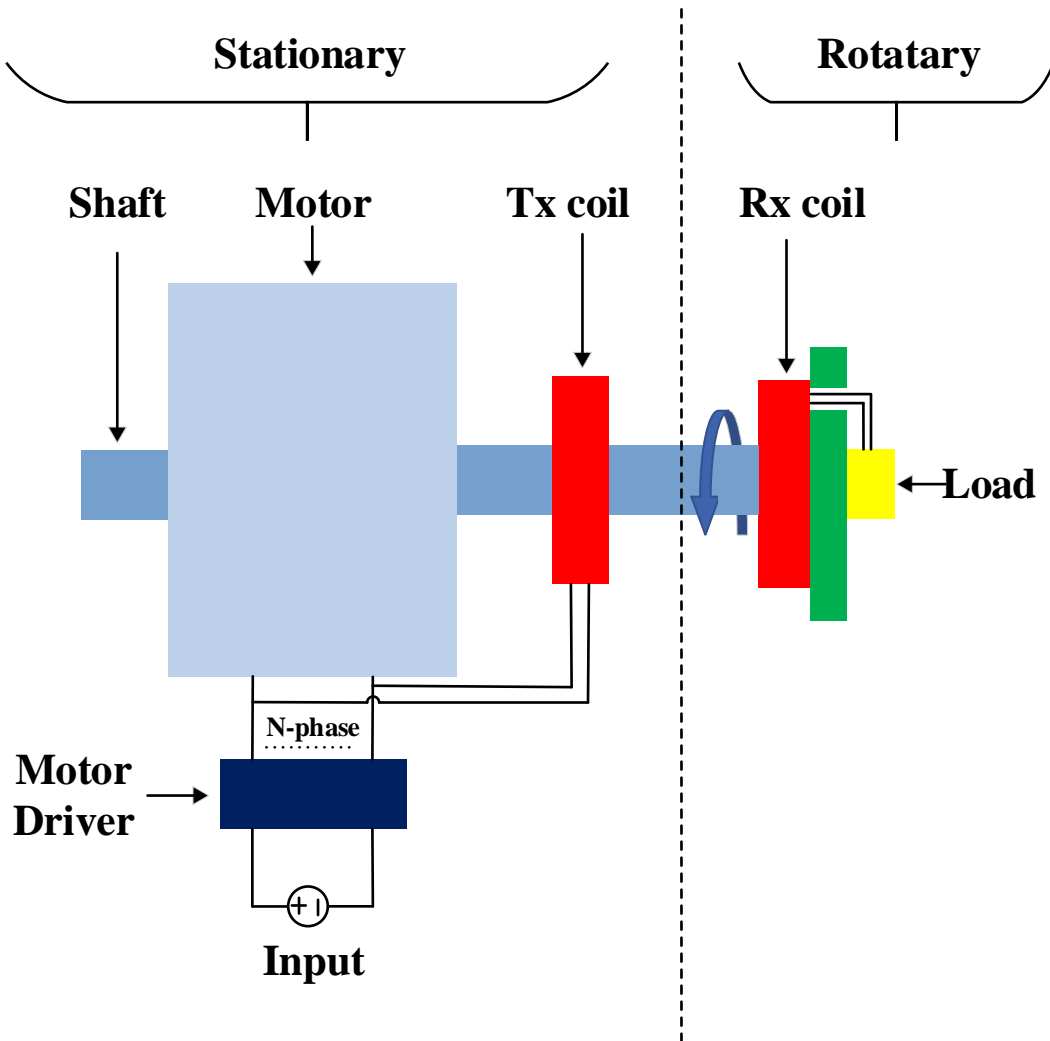 Stationary
Rotatary
Shaft
Motor
Tx coil
Rx coil
Load
N-phase
Motor
Driver
Input